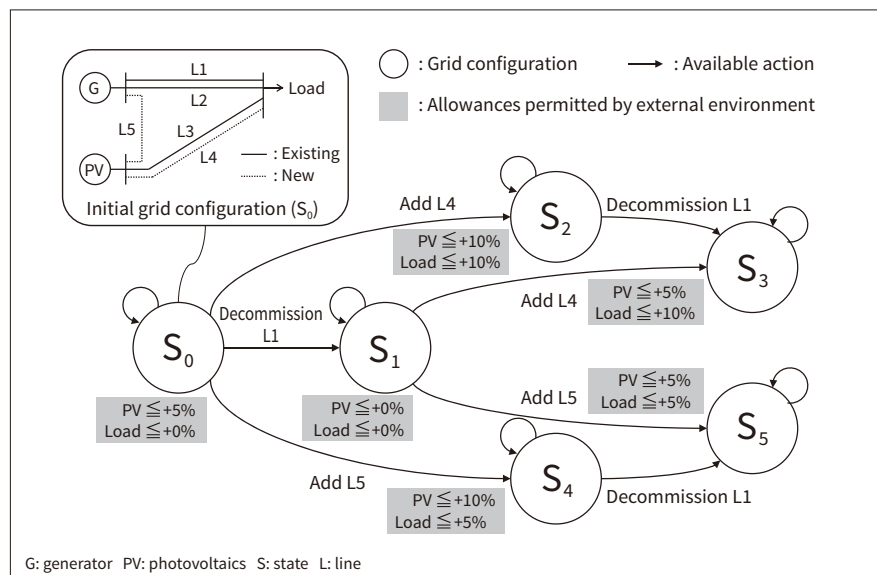 L1
G
Load
L2
L5
L3
L4
PV
: Existing
: New
Initial grid configuration (S₀)
: Grid configuration
: Available action
: Allowances permitted by external environment
Add L4
S₂
Decommission L1
PV ≦ +10%
Load ≦ +10%
S₃
Decommission
L1
Add L4
PV ≦ +5%
Load ≦ +10%
S₀
S₁
PV ≦ +5%
Load ≦ +0%
PV ≦ +0%
Load ≦ +0%
Add L5
PV ≦ +5%
Load ≦ +5%
S₅
Add L5
S₄
Decommission L1
PV ≦ +10%
Load ≦ +5%
G: generator PV: photovoltaics S: state L: line